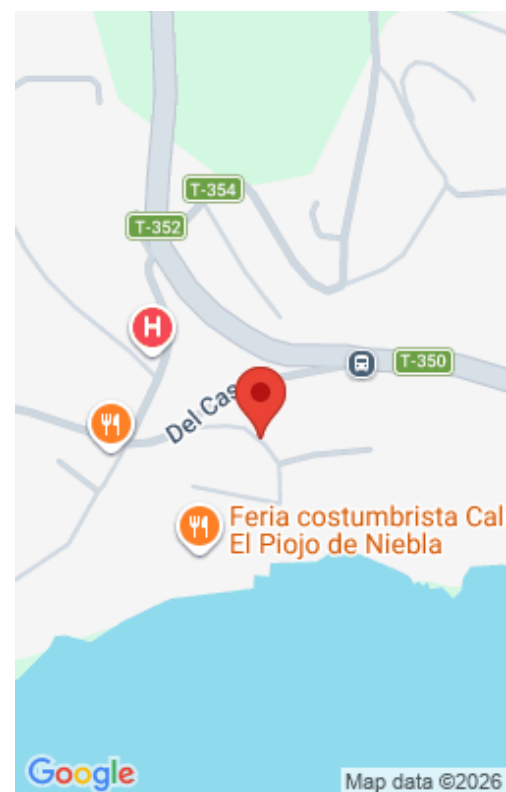 T-354
T-352
H
T-350
Del Cas
Feria costumbrista Cal
El Piojo de Niebla
Google
Map data ©2026